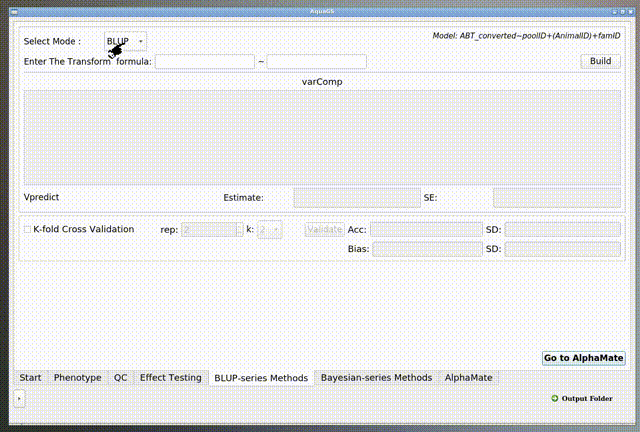 AquaGS
Select Mode : BLUP
Model: ABT_converted~poolID+(AnimalID)+famID
Enter The Transform formula: ~ Build
varComp
Vpredict Estimate: SE:
K-fold Cross Validation rep: 2 k: 2 Validate Acc: SD:
Bias: SD:
Go to AlphaMate
Start Phenotype QC Effect Testing BLUP-series Methods Bayesian-series Methods AlphaMate
Output Folder